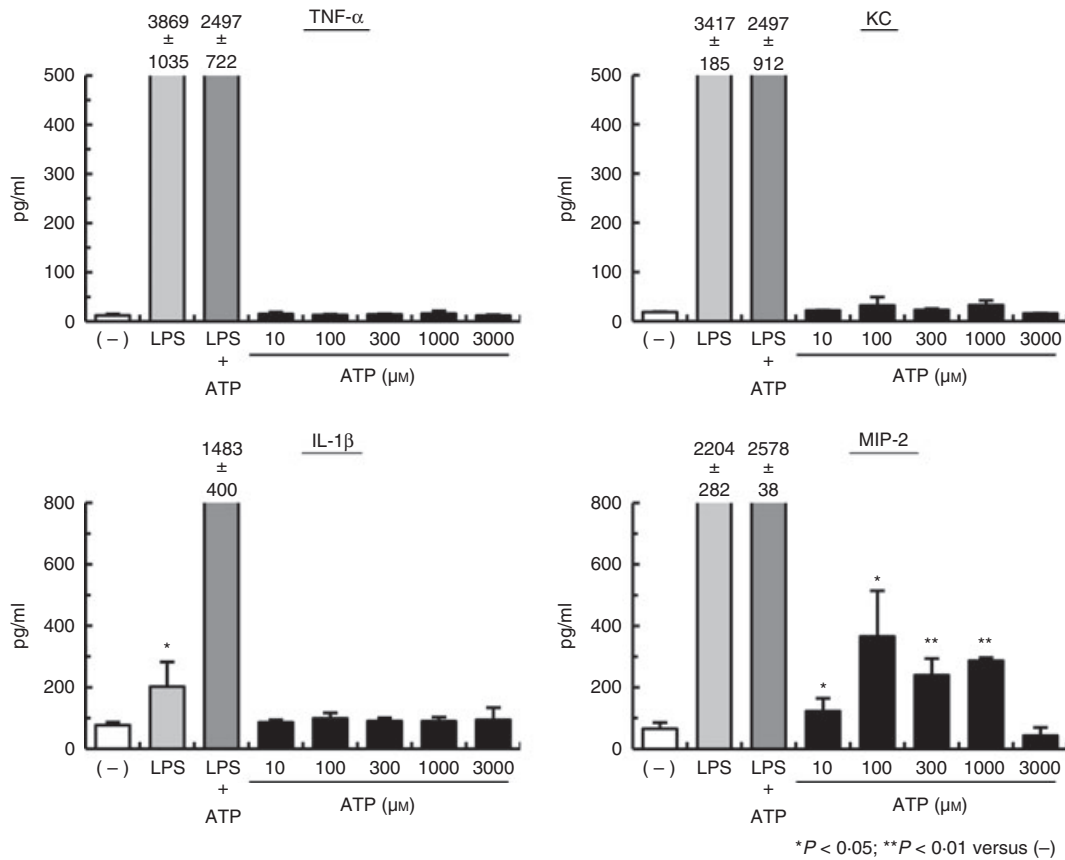 TNF-α
3869 2497
± ±
1035 722
500
400
300
200
100
0
pg/ml
(–) LPS LPS 10 100 300 1000 3000
+
ATP
ATP (μM)
KC
3417 2497
± ±
185 912
500
400
300
200
100
0
pg/ml
(–) LPS LPS 10 100 300 1000 3000
+
ATP
ATP (μM)
IL-1β
1483
±
400
800
600
400
200
0
pg/ml
*
(–) LPS LPS 10 100 300 1000 3000
+
ATP
ATP (μM)
MIP-2
2204 2578
± ±
282 38
800
600
400
200
0
pg/ml
* * ** **
(–) LPS LPS 10 100 300 1000 3000
+
ATP
ATP (μM)
*P < 0·05; **P < 0·01 versus (–)